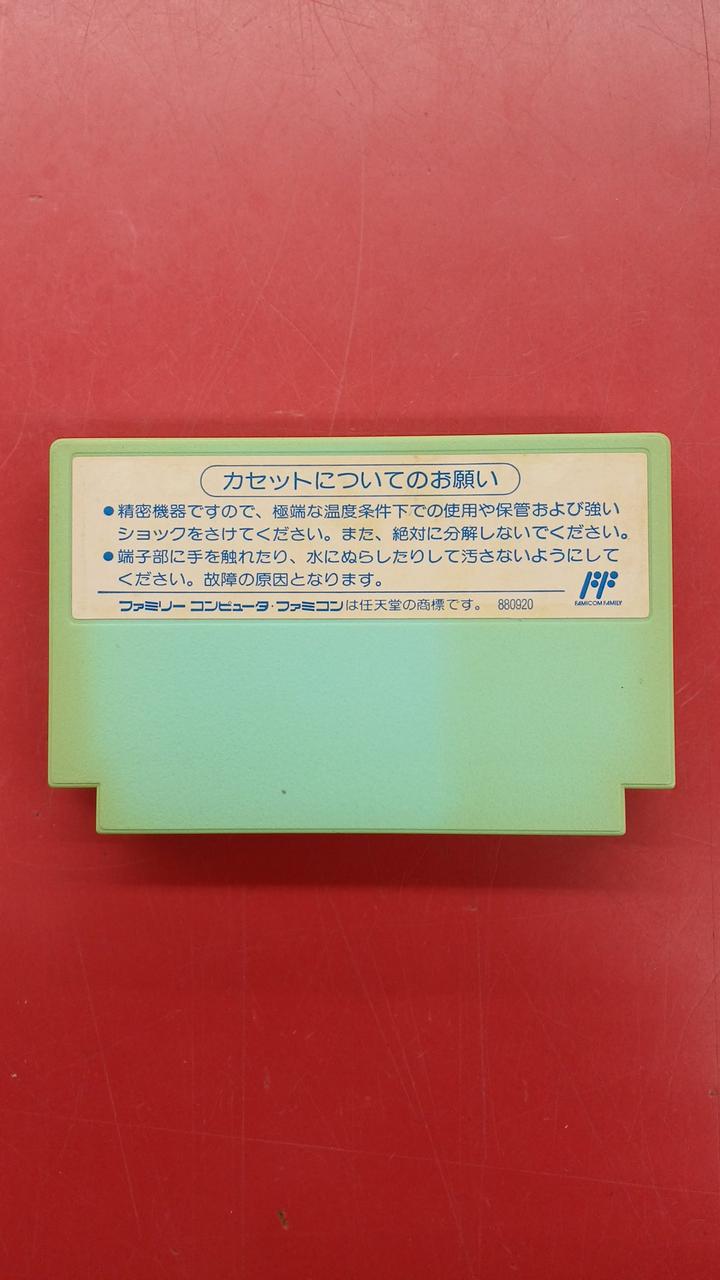 カセットについてのお願い
●精密機器ですので、極端な温度条件下での使用や保管および強い
ショックをさけてください。また、絶対に分解しないでください。
●端子部に手を触れたり、水にぬらしたりして汚さないようにして
ください。故障の原因となります。
ファミリー コンピュータ・ファミコンは任天堂の商標です。 880920
FAMICOM FAMILY